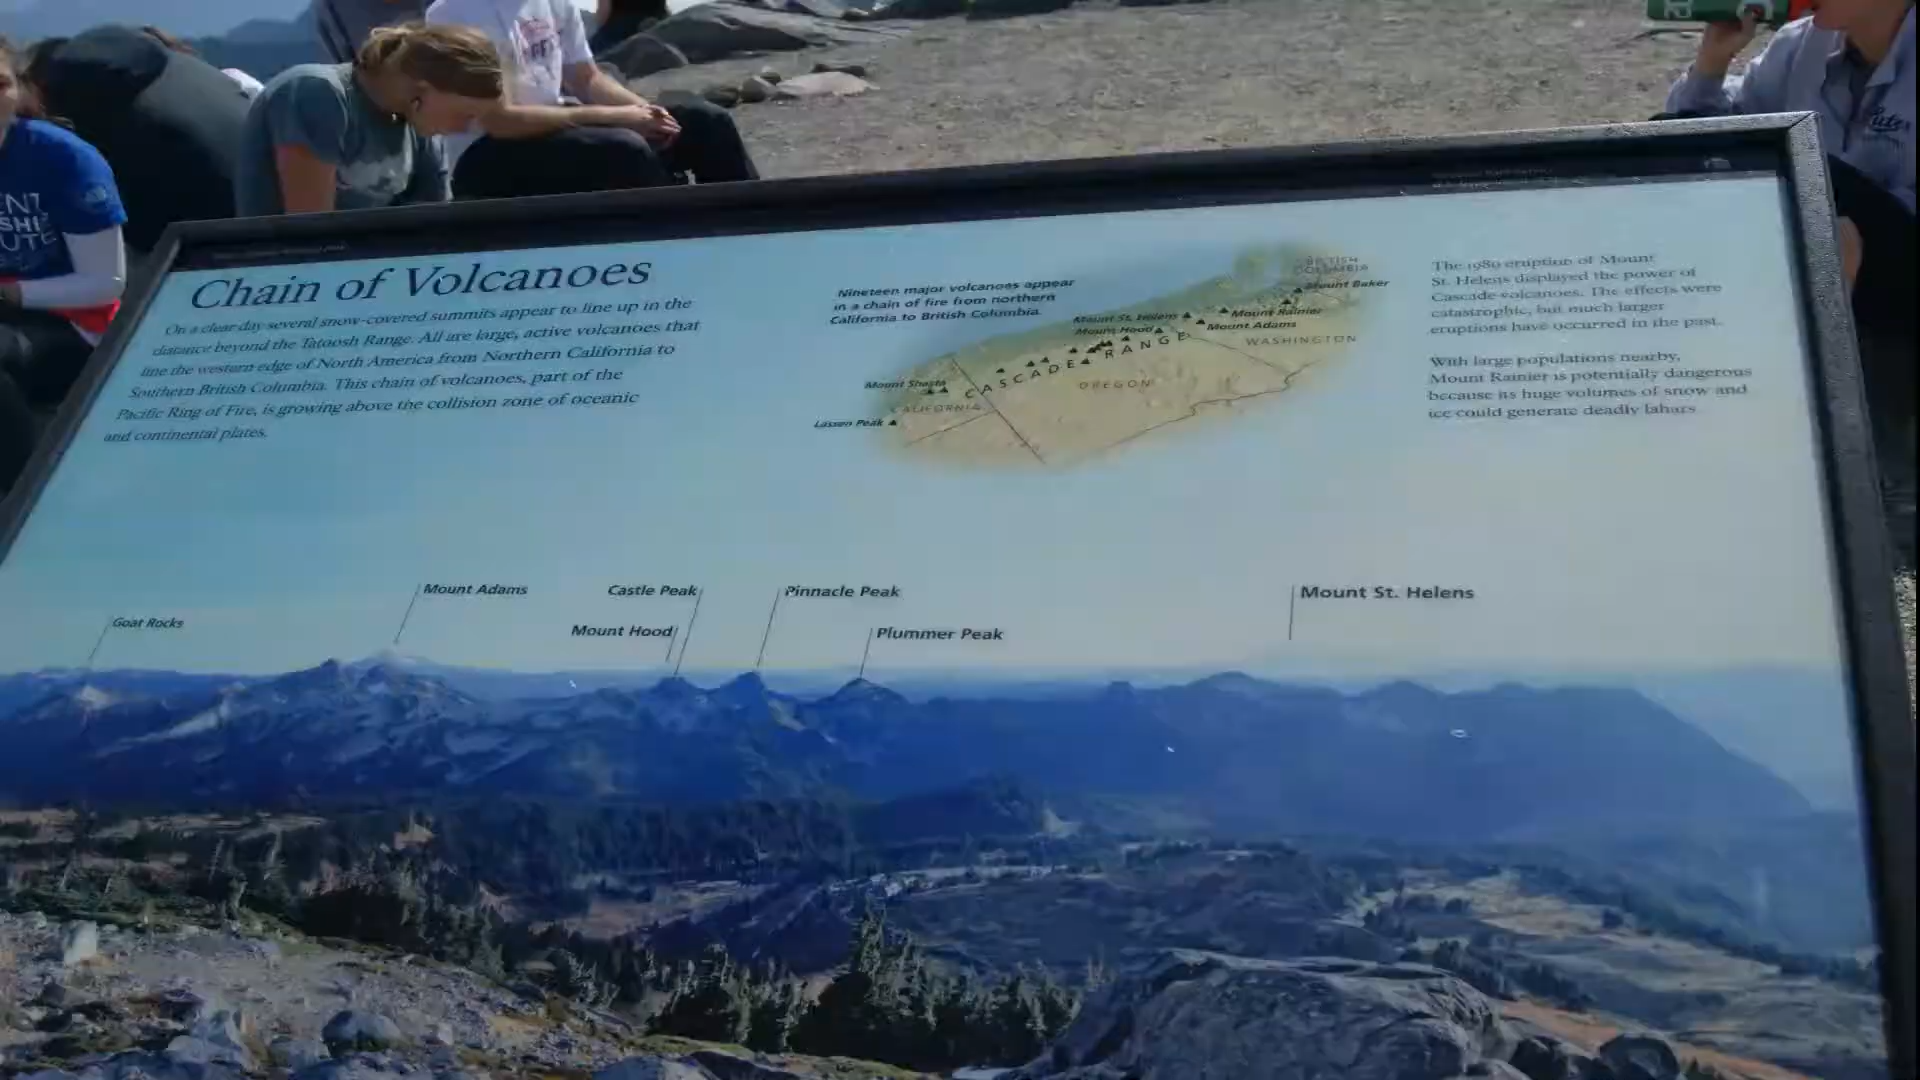 Chain of Volcanoes
On a clear day several snow-covered summits appear to line up in the
distance beyond the Tatoosh Range. All are large, active volcanoes that
line the western edge of North America from Northern California to
Southern British Columbia. This chain of volcanoes, part of the
Pacific Ring of Fire, is growing above the collision zone of oceanic
and continental plates.
Nineteen major volcanoes appear
in a chain of fire from northern
California to British Columbia.
BRITISH
COLUMBIA
Mount Baker
Mount Rainier
Mount St. Helens
Mount Adams
Mount Hood
WASHINGTON
CASCADE RANGE
OREGON
Mount Shasta
CALIFORNIA
Lassen Peak
The 1980 eruption of Mount
St. Helens displayed the power of
Cascade volcanoes. The effects were
catastrophic, but much larger
eruptions have occurred in the past.
With large populations nearby,
Mount Rainier is potentially dangerous
because its huge volumes of snow and
ice could generate deadly lahars.
Goat Rocks
Mount Adams
Castle Peak
Mount Hood
Pinnacle Peak
Plummer Peak
Mount St. Helens